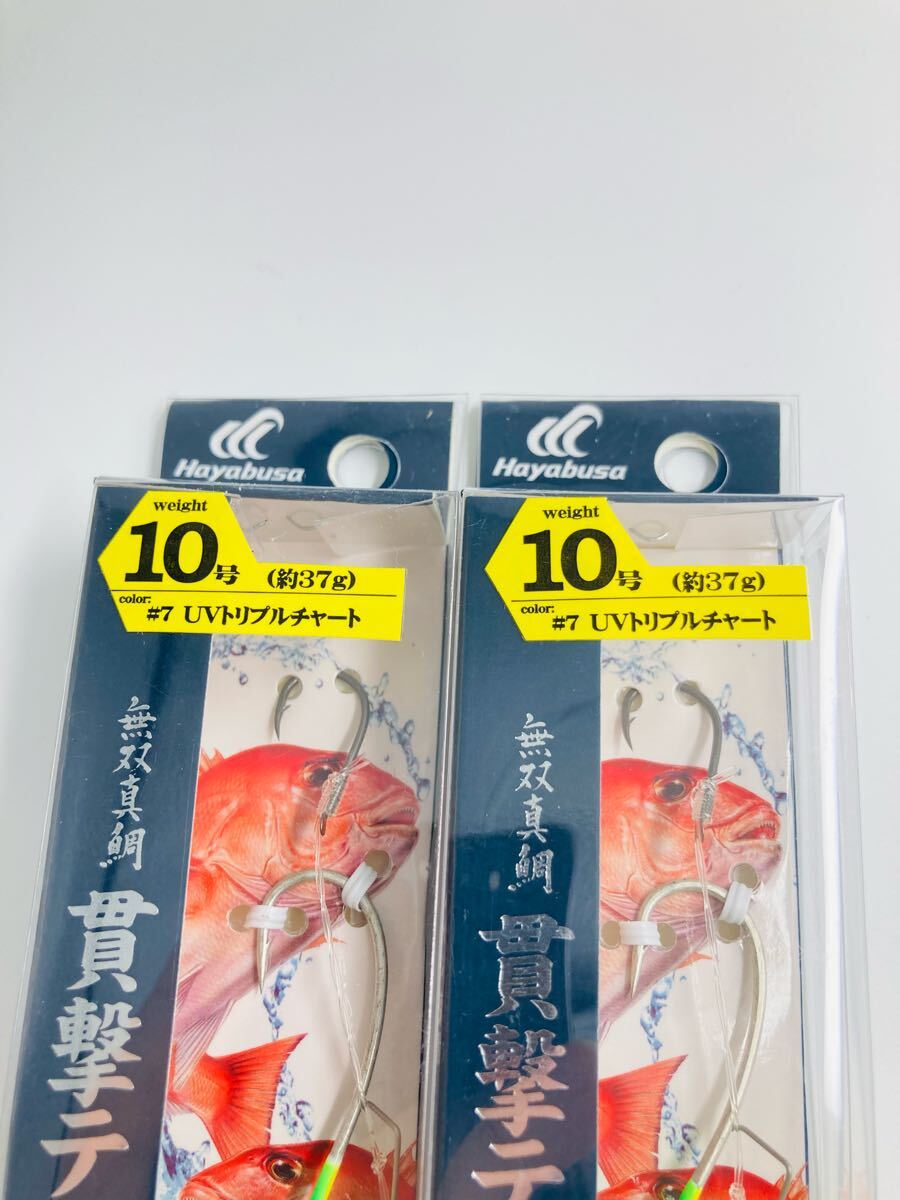 Hayabusa
weight
10号 (約37g)
color: #7 UVトリプルチャート
無双真鯛
貫撃テ
Hayabusa
weight
10号 (約37g)
color: #7 UVトリプルチャート
無双真鯛
貫撃テ